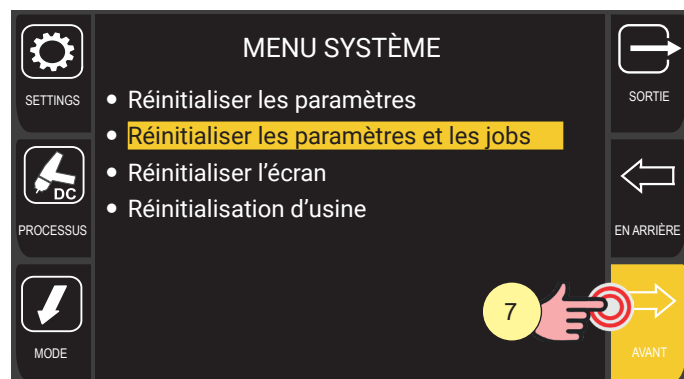 MENU SYSTÈME
SETTINGS
• Réinitialiser les paramètres
SORTIE
• Réinitialiser les paramètres et les jobs
• Réinitialiser l’écran
DC
• Réinitialisation d’usine
PROCESSUS
EN ARRIÈRE
7
MODE
AVANT